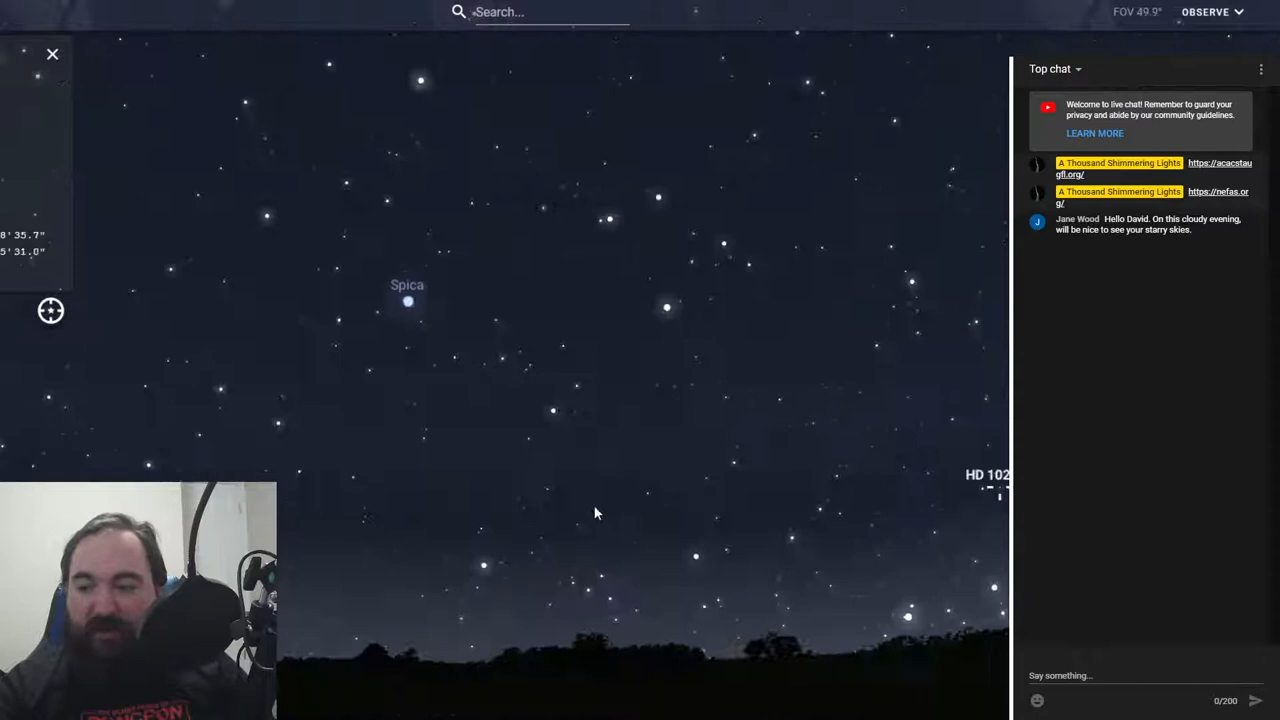 Search...
FOV 49.9°
OBSERVE
8'35.7"
5'31.0"
Spica
HD 102
Top chat
Welcome to live chat! Remember to guard your
privacy and abide by our community guidelines.
LEARN MORE
A Thousand Shimmering Lights https://acacstau
gfl.org/
A Thousand Shimmering Lights https://nefas.or
g/
J
Jane Wood Hello David. On this cloudy evening,
will be nice to see your starry skies.
Say something...
0/200